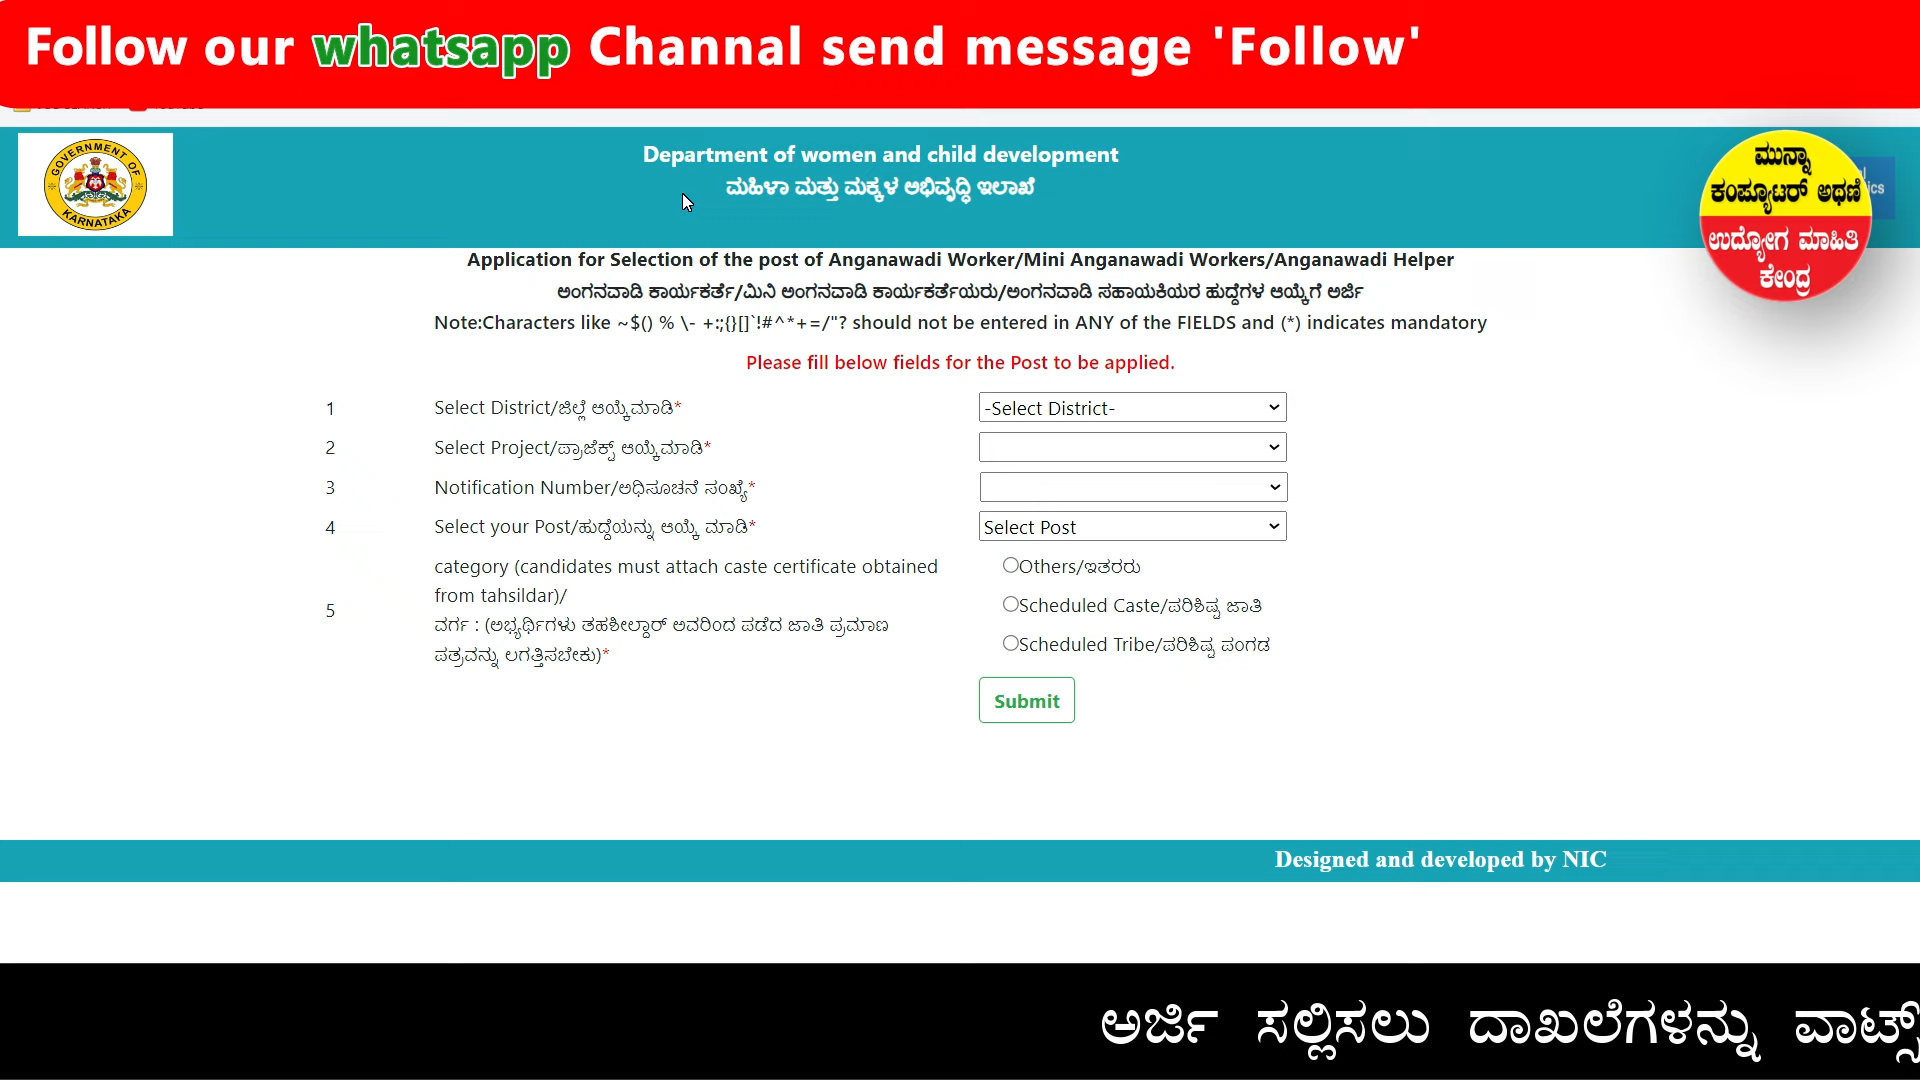 Follow our whatsapp Channal send message 'Follow'
GOVERNMENT OF
KARNATAKA
Department of women and child development
ಮಹಿಳಾ ಮತ್ತು ಮಕ್ಕಳ ಅಭಿವೃದ್ಧಿ ಇಲಾಖೆ
ಮುನ್ನಾ
ಕಂಪ್ಯೂಟರ್ ಅಥಣಿ
ಉದ್ಯೋಗ ಮಾಹಿತಿ
ಕೇಂದ್ರ
Application for Selection of the post of Anganawadi Worker/Mini Anganawadi Workers/Anganawadi Helper
ಅಂಗನವಾಡಿ ಕಾರ್ಯಕರ್ತೆ/ಮಿನಿ ಅಂಗನವಾಡಿ ಕಾರ್ಯಕರ್ತೆಯರು/ಅಂಗನವಾಡಿ ಸಹಾಯಕಿಯರ ಹುದ್ದೆಗಳ ಆಯ್ಕೆಗೆ ಅರ್ಜಿ
Note:Characters like ~$() % \- +:;{}[]`!#^*+=/"? should not be entered in ANY of the FIELDS and (*) indicates mandatory
Please fill below fields for the Post to be applied.
1 Select District/ಜಿಲ್ಲೆ ಆಯ್ಕೆಮಾಡಿ* -Select District-
2 Select Project/ಪ್ರಾಜೆಕ್ಟ್ ಆಯ್ಕೆಮಾಡಿ*
3 Notification Number/ಅಧಿಸೂಚನೆ ಸಂಖ್ಯೆ*
4 Select your Post/ಹುದ್ದೆಯನ್ನು ಆಯ್ಕೆ ಮಾಡಿ* Select Post
5 category (candidates must attach caste certificate obtained
from tahsildar)/
ವರ್ಗ : (ಅಭ್ಯರ್ಥಿಗಳು ತಹಶೀಲ್ದಾರ್ ಅವರಿಂದ ಪಡೆದ ಜಾತಿ ಪ್ರಮಾಣ
ಪತ್ರವನ್ನು ಲಗತ್ತಿಸಬೇಕು)*
Others/ಇತರರು
Scheduled Caste/ಪರಿಶಿಷ್ಟ ಜಾತಿ
Scheduled Tribe/ಪರಿಶಿಷ್ಟ ಪಂಗಡ
Submit
Designed and developed by NIC
ಅರ್ಜಿ ಸಲ್ಲಿಸಲು ದಾಖಲೆಗಳನ್ನು